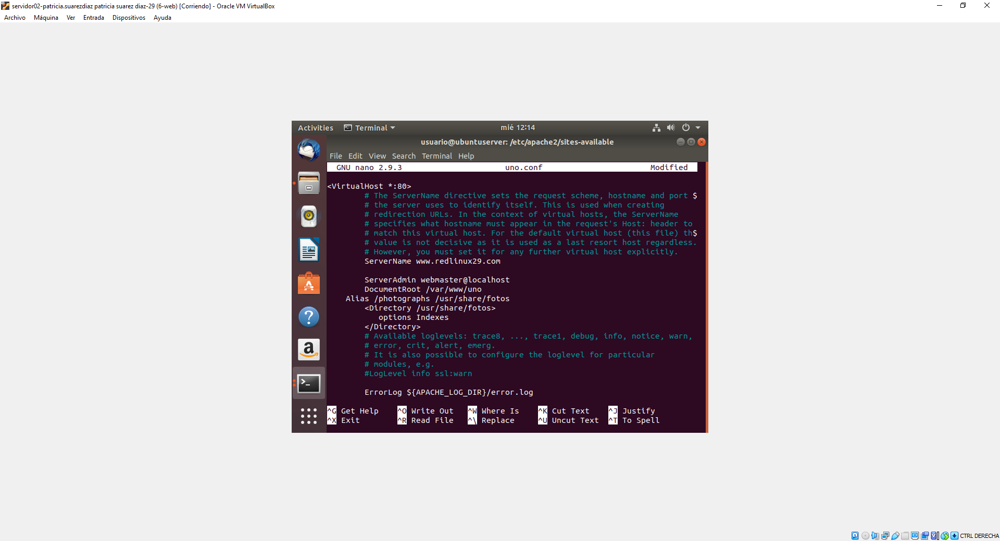 servidor02-patricia.suarezdiaz patricia suarez diaz-29 (6-web) [Corriendo] - Oracle VM VirtualBox
Archivo Máquina Ver Entrada Dispositivos Ayuda
Activities Terminal mié 12:14
usuario@ubuntuserver: /etc/apache2/sites-available
File Edit View Search Terminal Help
GNU nano 2.9.3 uno.conf Modified
<VirtualHost *:80>
# The ServerName directive sets the request scheme, hostname and port $
# the server uses to identify itself. This is used when creating
# redirection URLs. In the context of virtual hosts, the ServerName
# specifies what hostname must appear in the request's Host: header to
# match this virtual host. For the default virtual host (this file) th$
# value is not decisive as it is used as a last resort host regardless.
# However, you must set it for any further virtual host explicitly.
ServerName www.redlinux29.com
ServerAdmin webmaster@localhost
DocumentRoot /var/www/uno
Alias /photographs /usr/share/fotos
<Directory /usr/share/fotos>
options Indexes
</Directory>
# Available loglevels: trace8, ..., trace1, debug, info, notice, warn,
# error, crit, alert, emerg.
# It is also possible to configure the loglevel for particular
# modules, e.g.
#LogLevel info ssl:warn
ErrorLog ${APACHE_LOG_DIR}/error.log
^G Get Help ^O Write Out ^W Where Is ^K Cut Text ^J Justify
^X Exit ^R Read File ^\ Replace ^U Uncut Text ^T To Spell
CTRL DERECHA